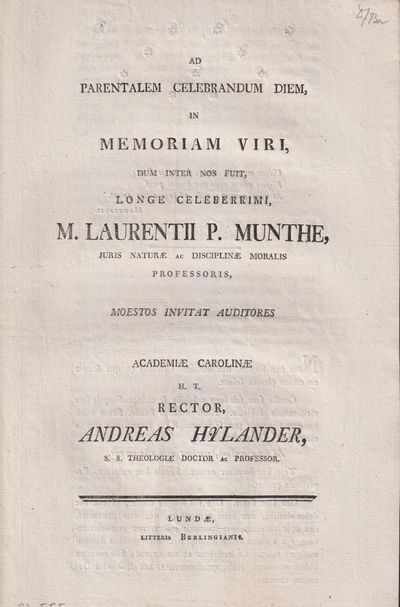 AD
PARENTALEM CELEBRANDUM DIEM,
IN
MEMORIAM VIRI,
DUM INTER NOS FUIT,
LONGE CELEBERRIMI,
M. LAURENTII P. MUNTHE,
JURIS NATURÆ AC DISCIPLINÆ MORALIS
PROFESSORIS,
MOESTOS INVITAT AUDITORES
ACADEMIÆ CAROLINÆ
H. T.
RECTOR,
ANDREAS HYLANDER,
S. S. THEOLOGIÆ DOCTOR AC PROFESSOR.
LUNDÆ,
LITTERIS BERLINGIANIS.